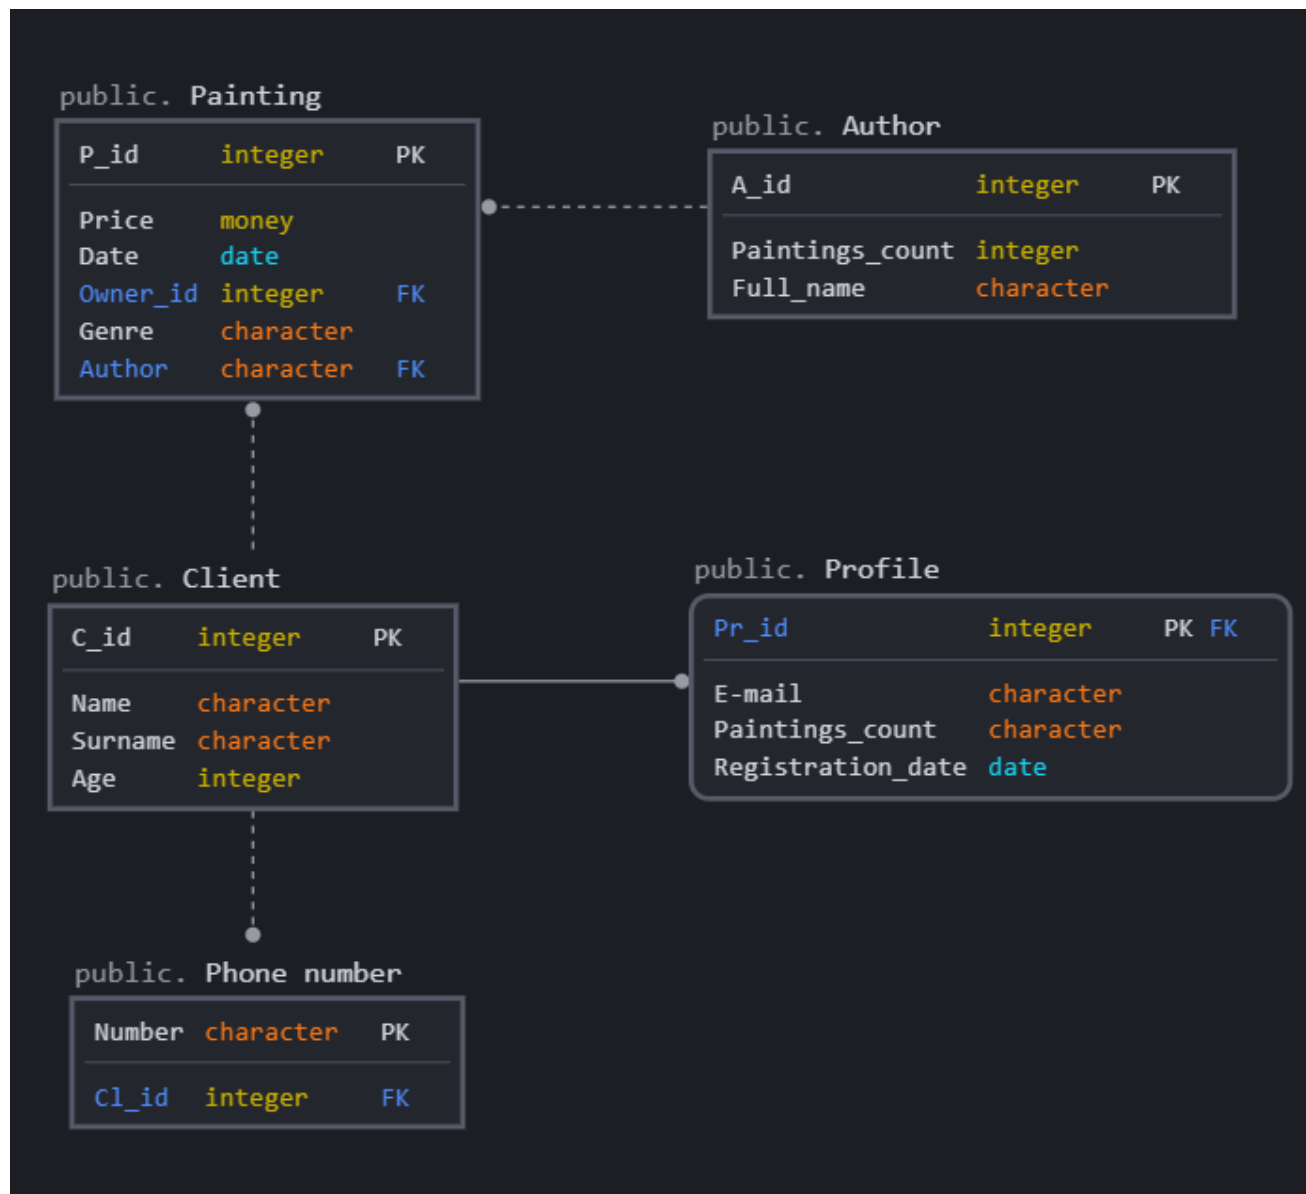 public. Painting
P_id integer PK
Price money
Date date
Owner_id integer FK
Genre character
Author character FK
public. Author
A_id integer PK
Paintings_count integer
Full_name character
public. Client
C_id integer PK
Name character
Surname character
Age integer
public. Profile
Pr_id integer PK FK
E-mail character
Paintings_count character
Registration_date date
public. Phone number
Number character PK
Cl_id integer FK